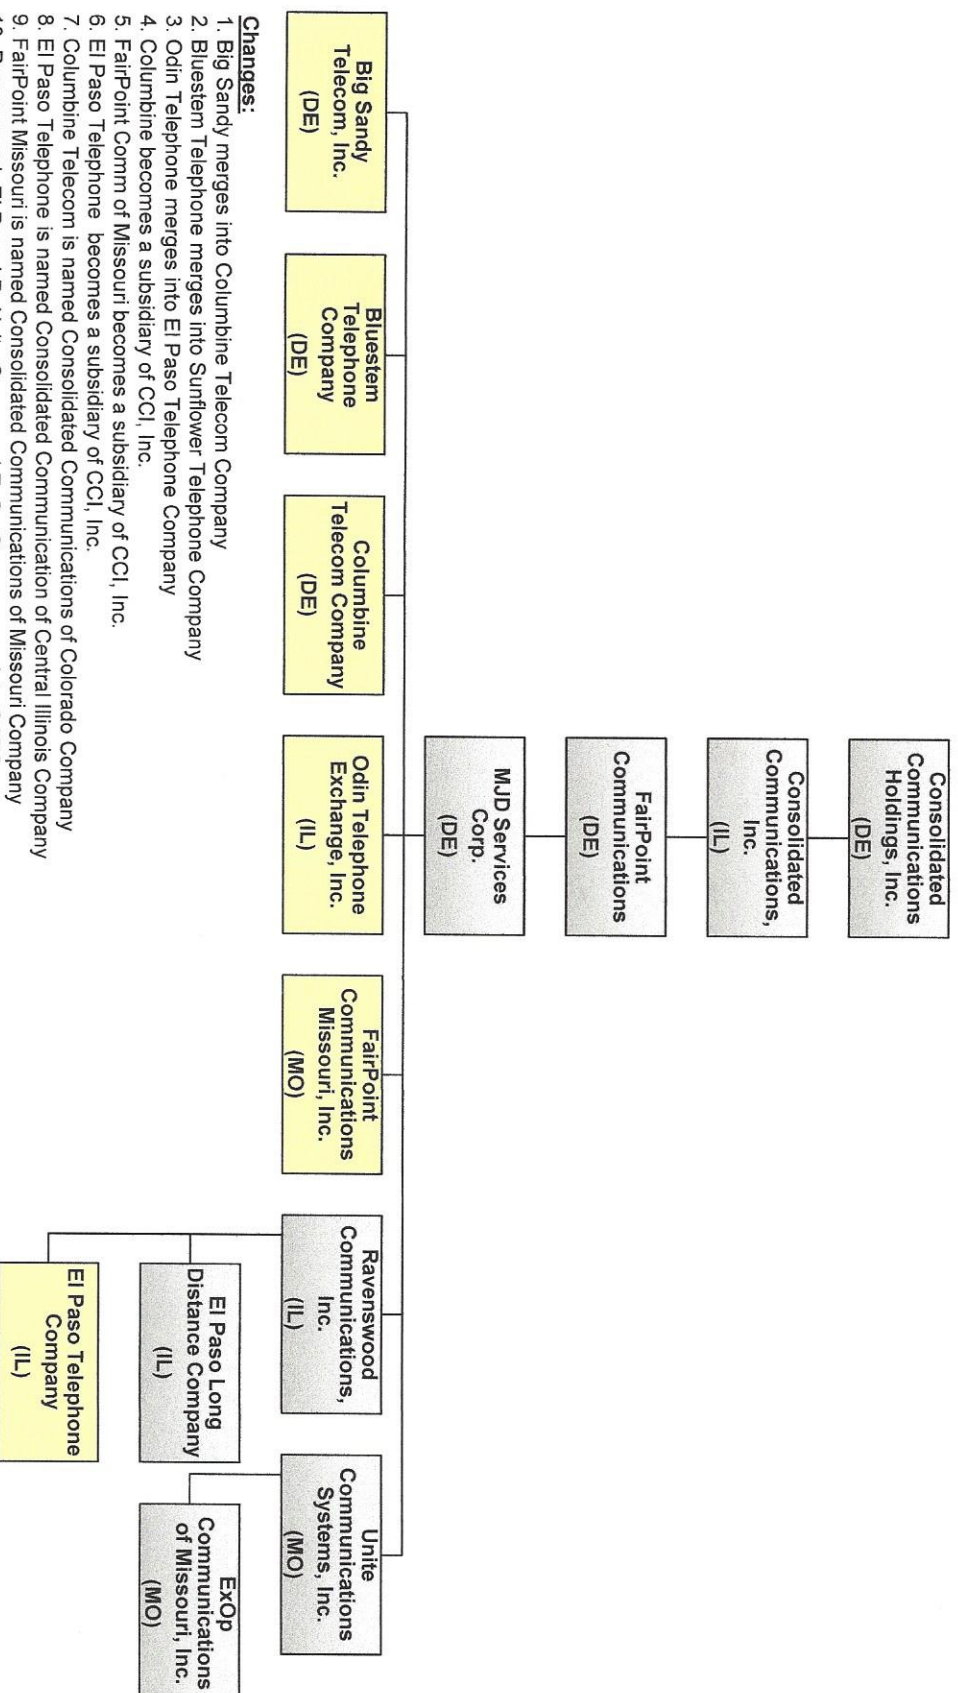 Consolidated
Communications
Holdings, Inc.
(DE)
Consolidated
Communications,
Inc.
(IL)
FairPoint
Communications
(DE)
MJD Services
Corp.
(DE)
Big Sandy
Telecom, Inc.
(DE)
Bluestem
Telephone
Company
(DE)
Columbine
Telecom Company
(DE)
Odin Telephone
Exchange, Inc.
(IL)
FairPoint
Communications
Missouri, Inc.
(MO)
Ravenswood
Communications,
Inc.
(IL)
Unite
Communications
Systems, Inc.
(MO)
El Paso Long
Distance Company
(IL)
ExOp
Communications
of Missouri, Inc.
(MO)
El Paso Telephone
Company
(IL)
Changes:
1. Big Sandy merges into Columbine Telecom Company
2. Bluestem Telephone merges into Sunflower Telephone Company
3. Odin Telephone merges into El Paso Telephone Company
4. Columbine becomes a subsidiary of CCI, Inc.
5. FairPoint Comm of Missouri becomes a subsidiary of CCI, Inc.
6. El Paso Telephone becomes a subsidiary of CCI, Inc.
7. Columbine Telecom is named Consolidated Communications of Colorado Company
8. El Paso Telephone is named Consolidated Communication of Central Illinois Company
9. FairPoint Missouri is named Consolidated Communications of Missouri Company